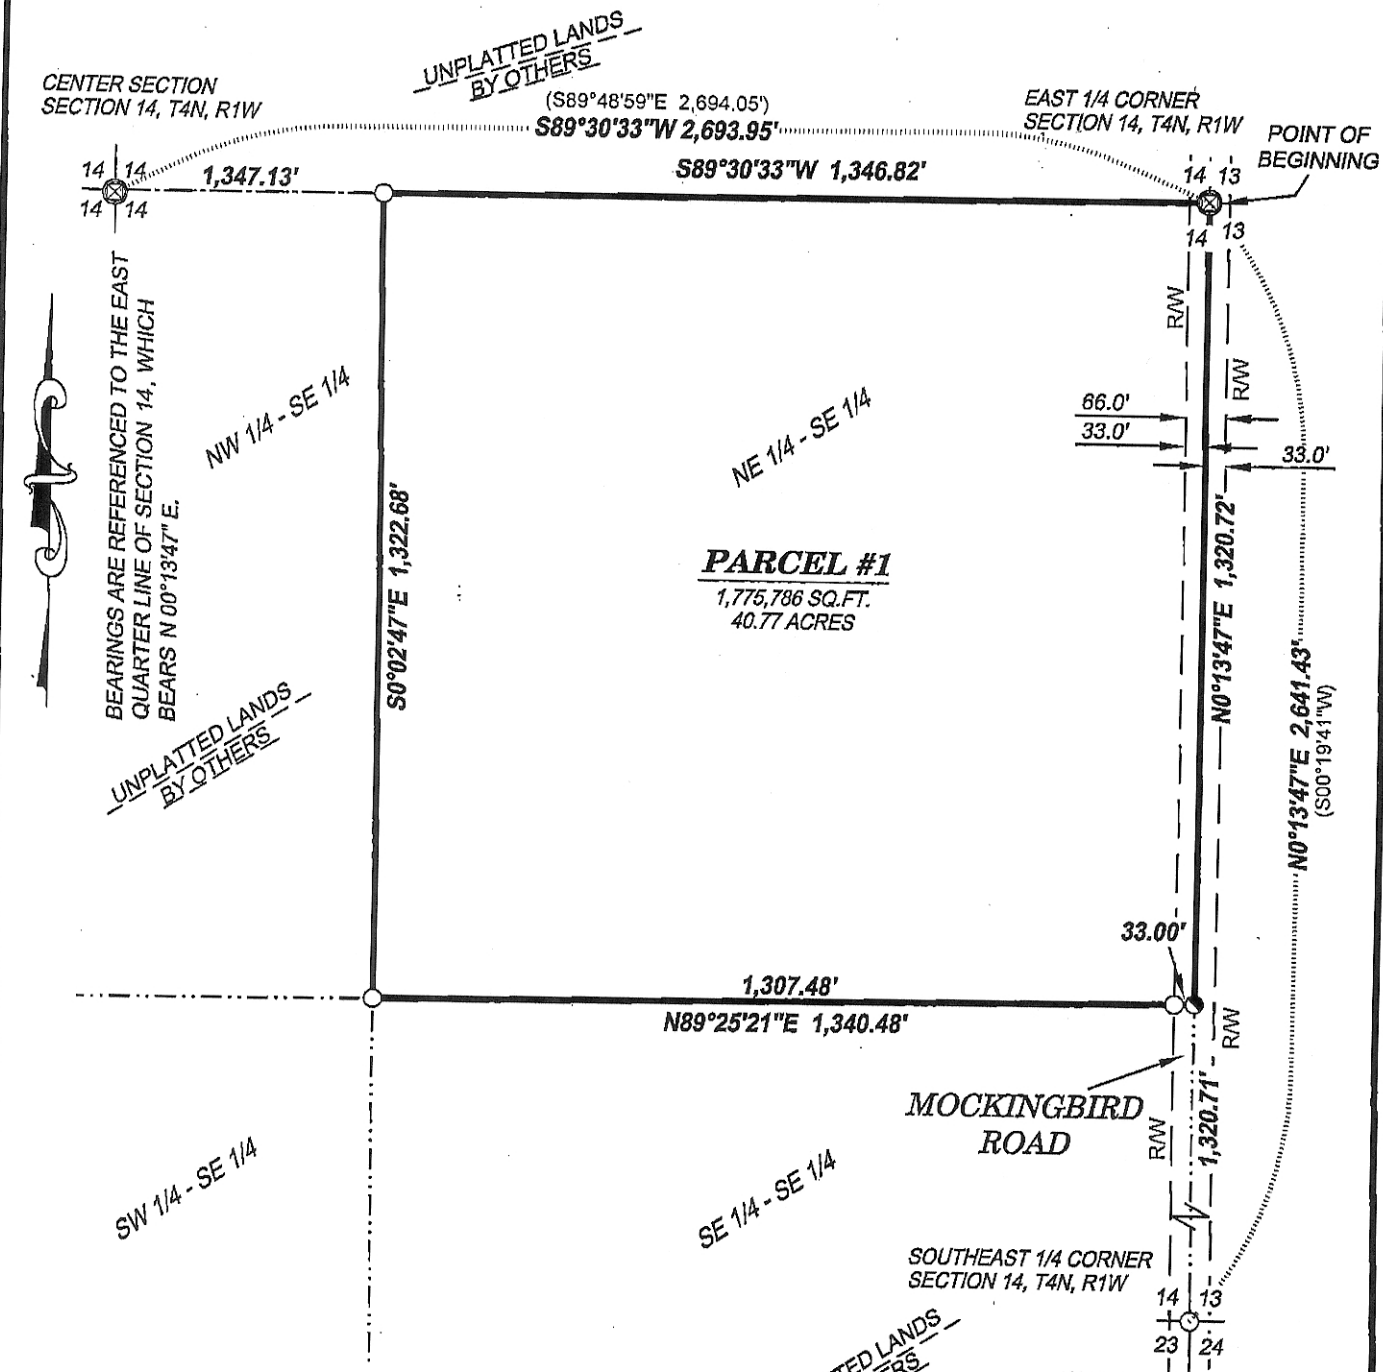 UNPLATTED LANDS
BY OTHERS
CENTER SECTION
SECTION 14, T4N, R1W
(S89°48'59"E 2,694.05')
S89°30'33"W 2,693.95'
EAST 1/4 CORNER
SECTION 14, T4N, R1W
POINT OF
BEGINNING
14 14
14 14
1,347.13'
S89°30'33"W 1,346.82'
14 13
14 13
BEARINGS ARE REFERENCED TO THE EAST
QUARTER LINE OF SECTION 14, WHICH
BEARS N 00°13'47" E.
R/W
R/W
NW 1/4 - SE 1/4
NE 1/4 - SE 1/4
66.0'
33.0'
33.0'
S0°02'47"E 1,322.68'
PARCEL #1
1,775,786 SQ.FT.
40.77 ACRES
N0°13'47"E 1,320.72'
N0°13'47"E 2,641.43'
(S00°19'41"W)
UNPLATTED LANDS
BY OTHERS
33.00'
1,307.48'
N89°25'21"E 1,340.48'
R/W
MOCKINGBIRD
ROAD
R/W
1,320.71'
SW 1/4 - SE 1/4
SE 1/4 - SE 1/4
SOUTHEAST 1/4 CORNER
SECTION 14, T4N, R1W
14 13
23 24
LANDS